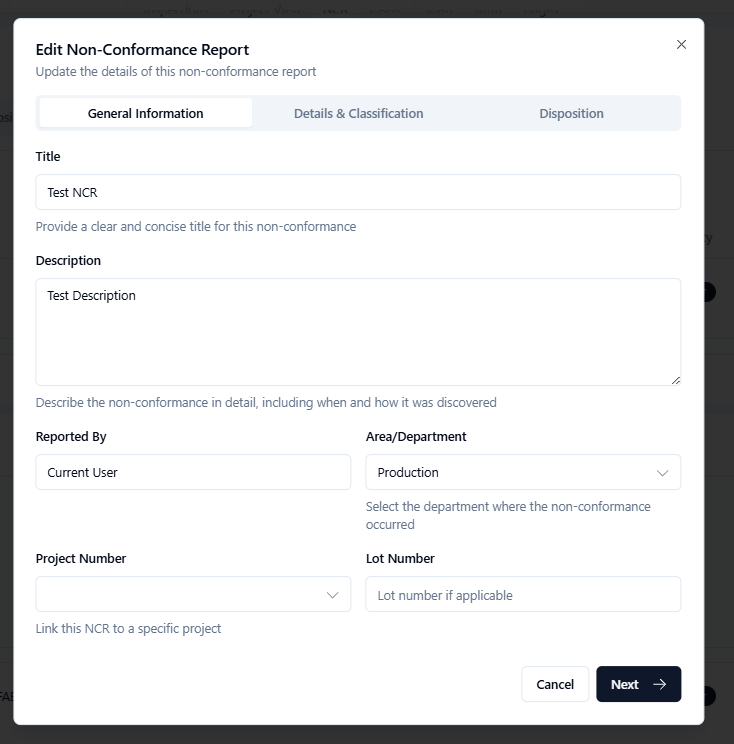 Edit Non-Conformance Report
Update the details of this non-conformance report
General Information
Details & Classification
Disposition
Title
Test NCR
Provide a clear and concise title for this non-conformance
Description
Test Description
Describe the non-conformance in detail, including when and how it was discovered
Reported By
Area/Department
Current User
Production
Select the department where the non-conformance
occurred
Project Number
Lot Number
Lot number if applicable
Link this NCR to a specific project
Cancel
Next